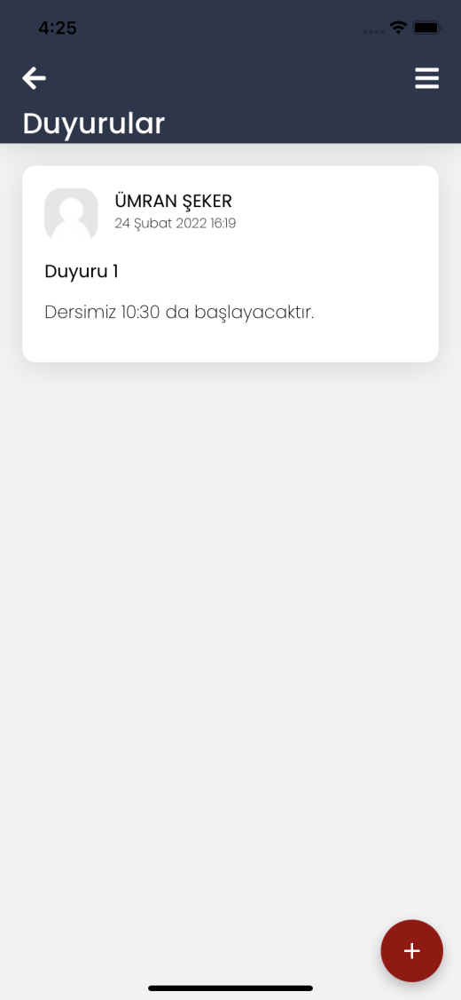 4:25
Duyurular
ÜMRAN ŞEKER
24 Şubat 2022 16:19
Duyuru 1
Dersimiz 10:30 da başlayacaktır.
+